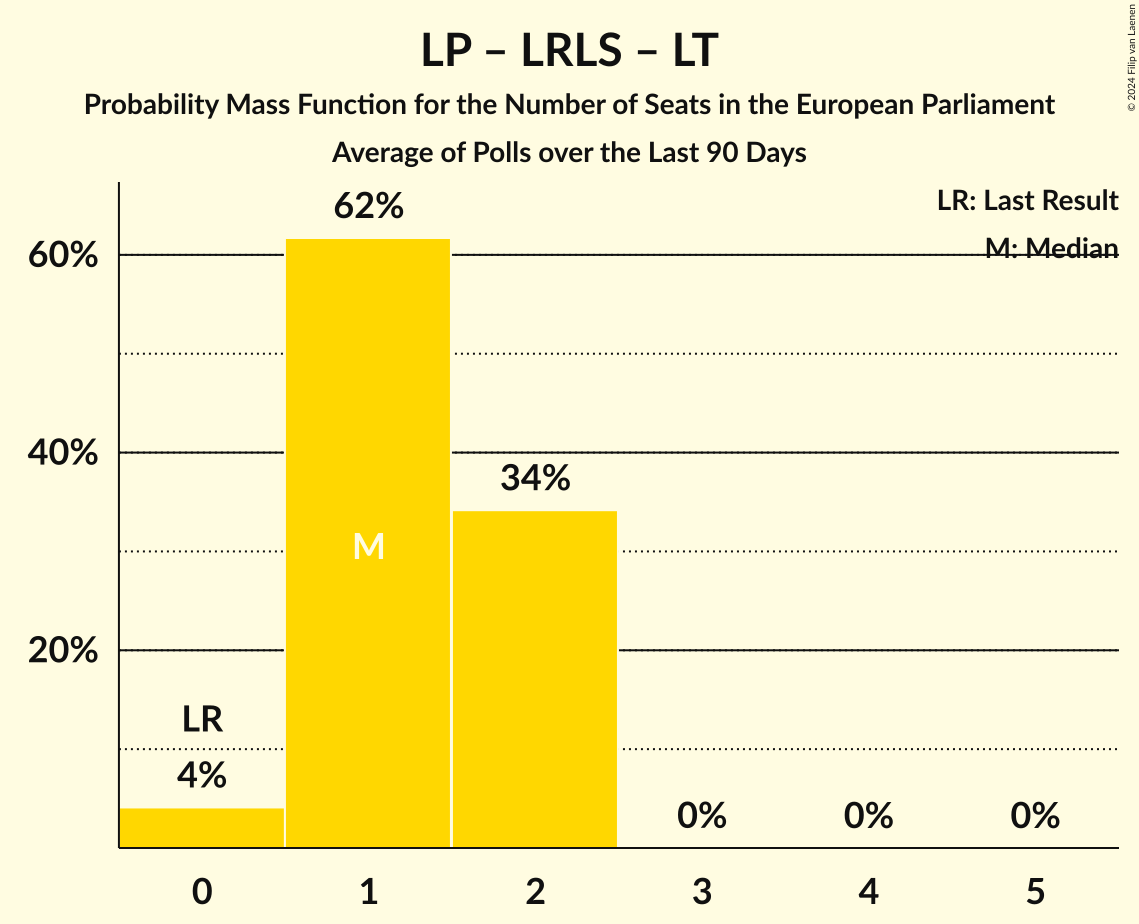 LP – LRLS – LT
Probability Mass Function for the Number of Seats in the European Parliament
Average of Polls over the Last 90 Days
© 2024 Filip van Laenen
LR: Last Result
M: Median
62%
60%
40%
34%
M
20%
LR
4%
0%
0%
0%
0
1
2
3
4
5